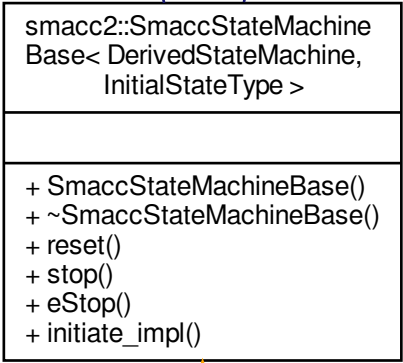 smacc2::SmaccStateMachine
Base< DerivedStateMachine,
InitialStateType >
+ SmaccStateMachineBase()
+ ~SmaccStateMachineBase()
+ reset()
+ stop()
+ eStop()
+ initiate_impl()